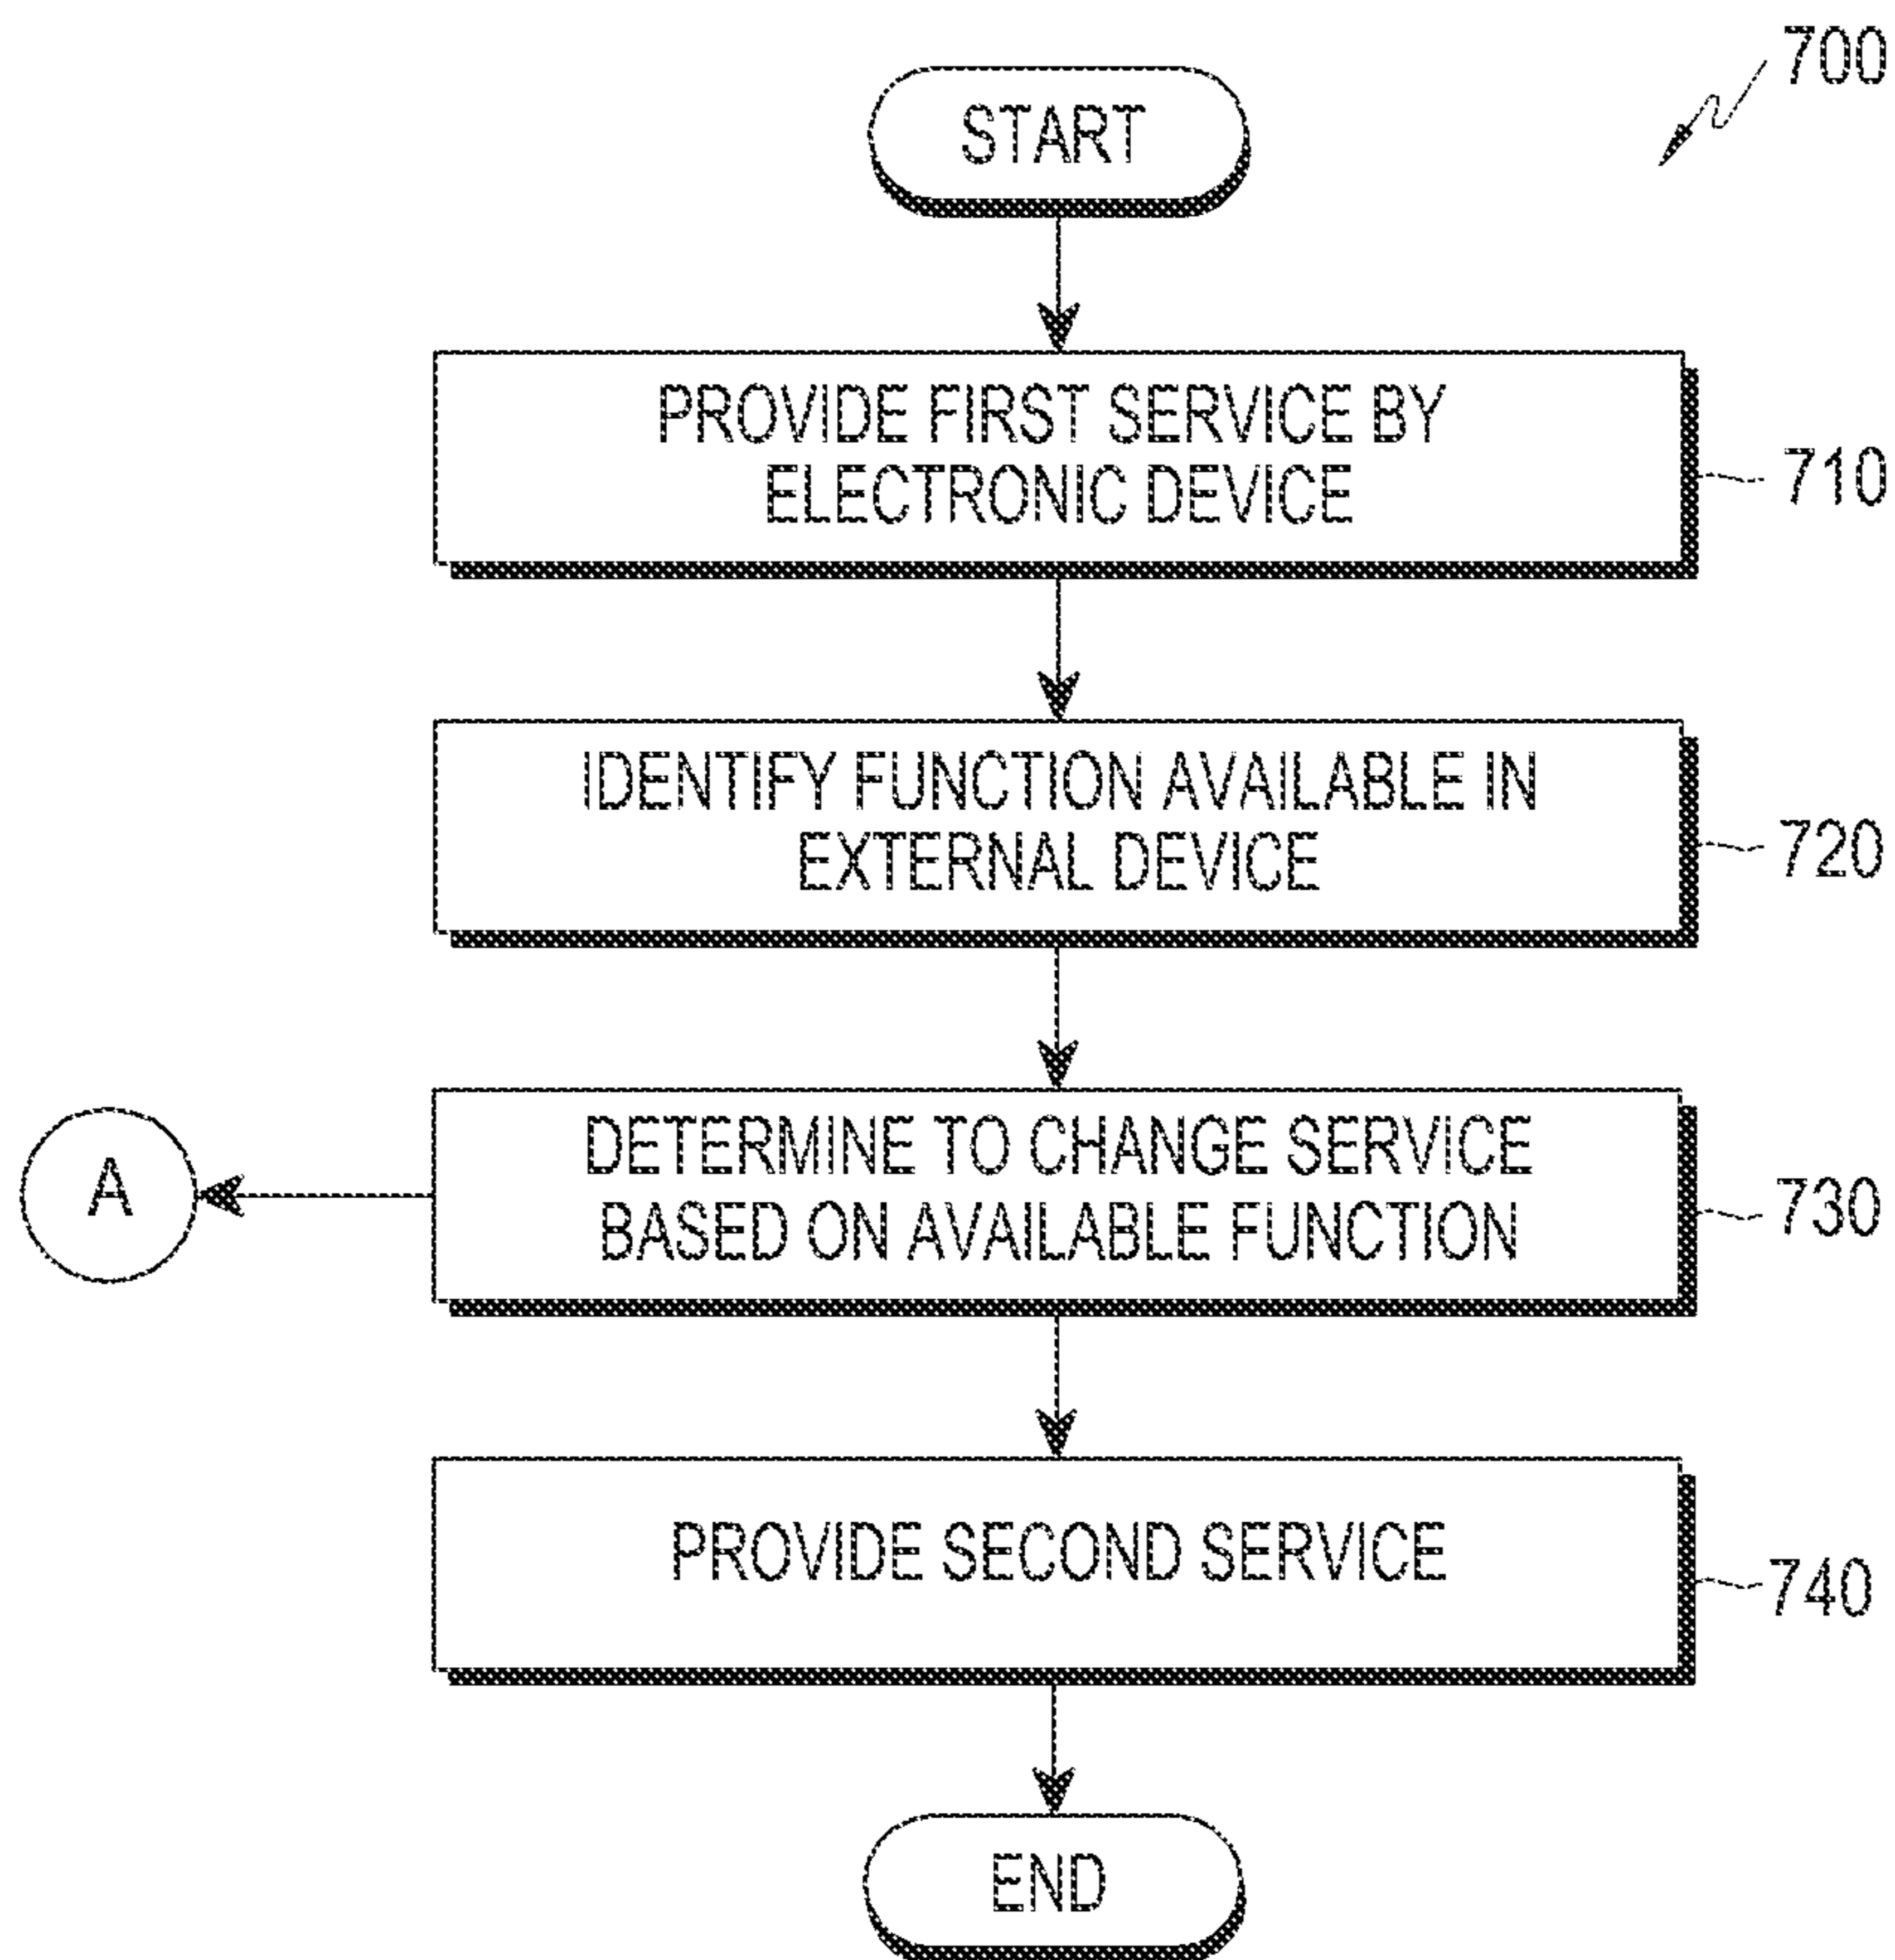 700
START
PROVIDE FIRST SERVICE BY
ELECTRONIC DEVICE
710
IDENTIFY FUNCTION AVAILABLE IN
EXTERNAL DEVICE
720
DETERMINE TO CHANGE SERVICE
BASED ON AVAILABLE FUNCTION
730
A
PROVIDE SECOND SERVICE
740
END